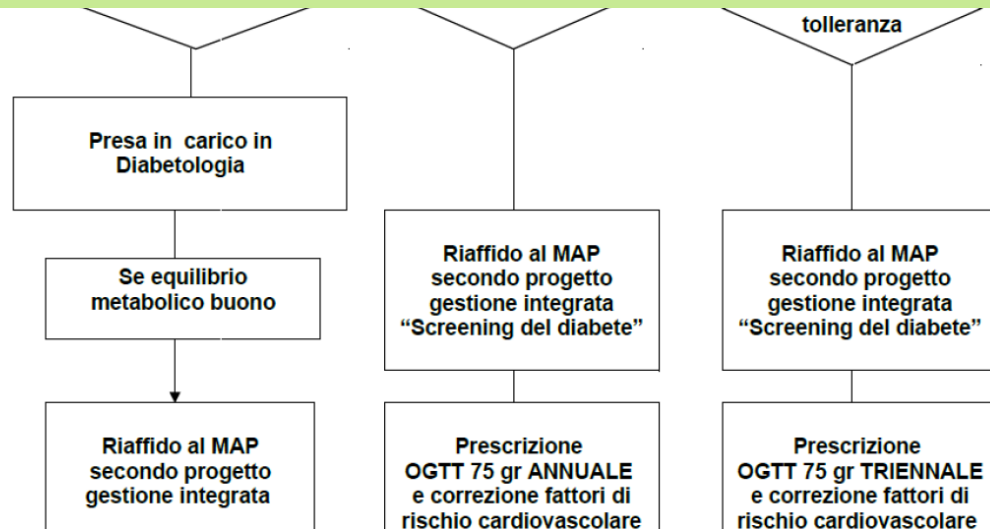 tolleranza
Presa in carico in
Diabetologia
Se equilibrio
metabolico buono
Riaffido al MAP
secondo progetto
gestione integrata
Riaffido al MAP
secondo progetto
gestione integrata
“Screening del diabete”
Prescrizione
OGTT 75 gr ANNUALE
e correzione fattori di
rischio cardiovascolare
Riaffido al MAP
secondo progetto
gestione integrata
“Screening del diabete”
Prescrizione
OGTT 75 gr TRIENNALE
e correzione fattori di
rischio cardiovascolare